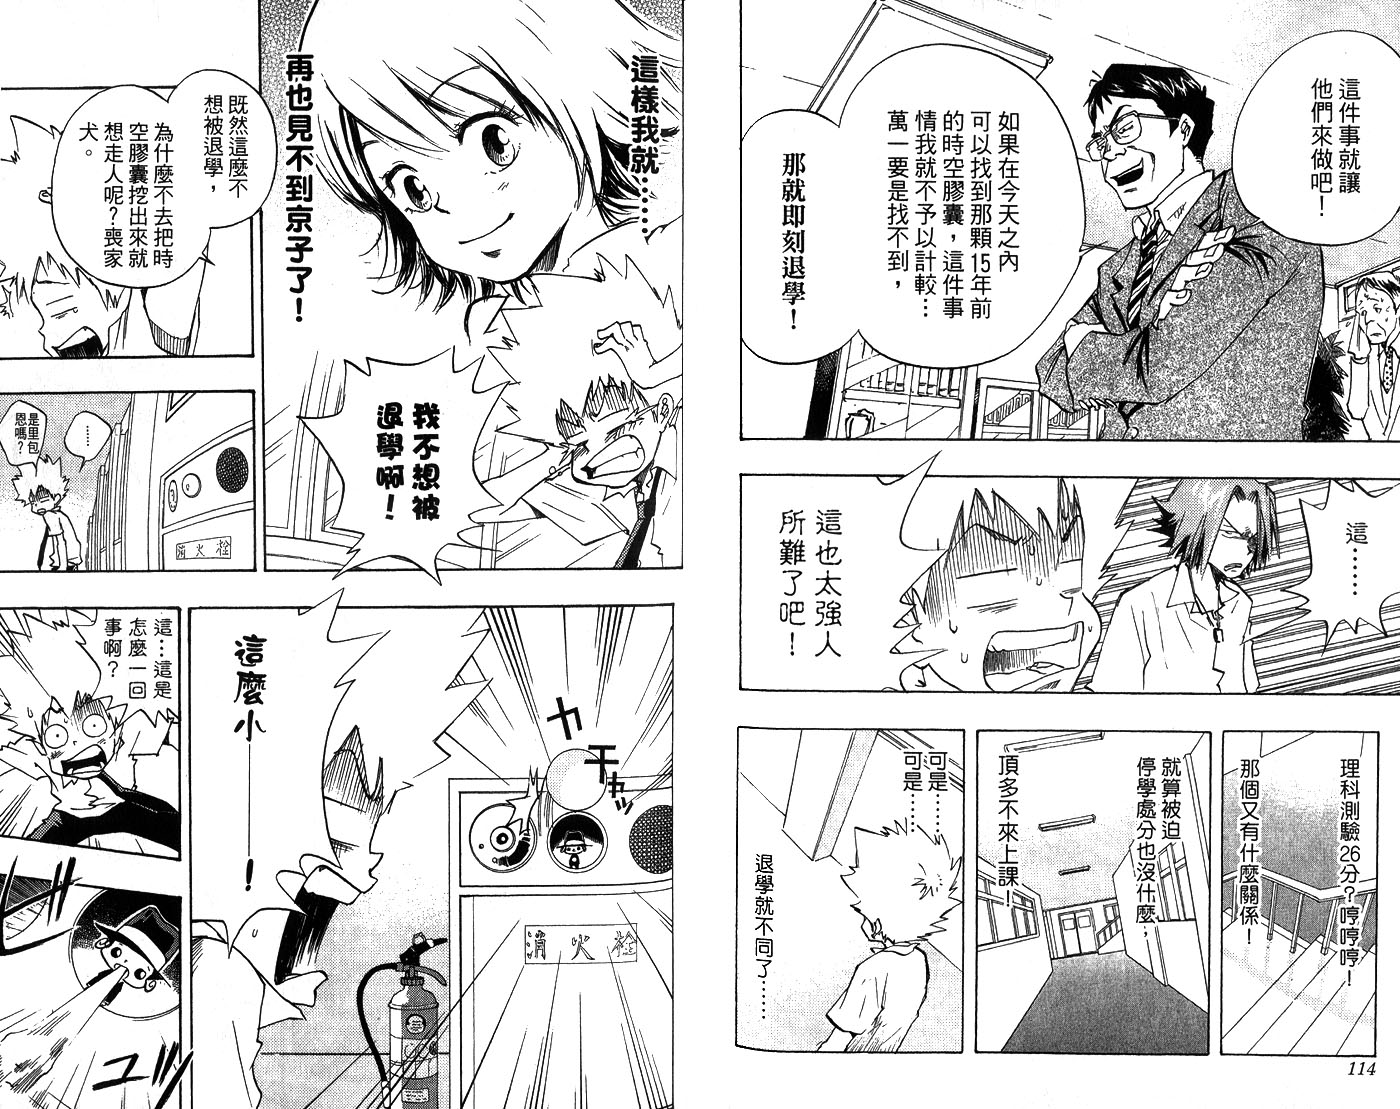 這件事就讓
他們來做吧！
如果在今天之內
可以找到那顆15年前
的時空膠囊，這件事
情我就不予以計較…
萬一要是找不到，
那就即刻退學！
這……
這也太強人
所難了吧！
理科測驗26分？哼哼哼！
那個又有什麼關係！
就算被迫
停學處分也沒什麼，
頂多不來上課…
可是……
可是……
退學就不同了……
114
這樣我就………
再也見不到京子了！
我不想被
退學啊！
既然這麼不
想被退學，
為什麼不去把時
空膠囊挖出來就
想走人呢？喪家
犬。
……
是里包
恩嗎？
消火栓
カ
チャッ
消火栓
這麼小——！
這…這是
怎麼一回
事啊？
ユ゛